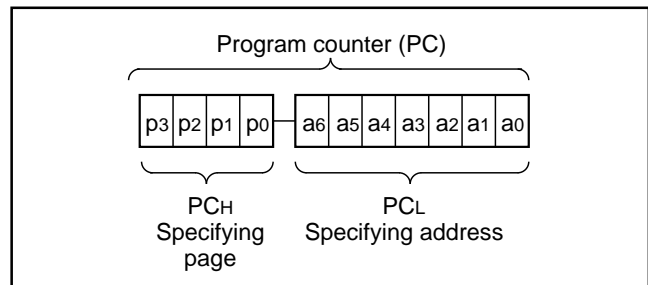 Program counter (PC)
p3 p2 p1 p0 a6 a5 a4 a3 a2 a1 a0
PCH PCL
Specifying page Specifying address